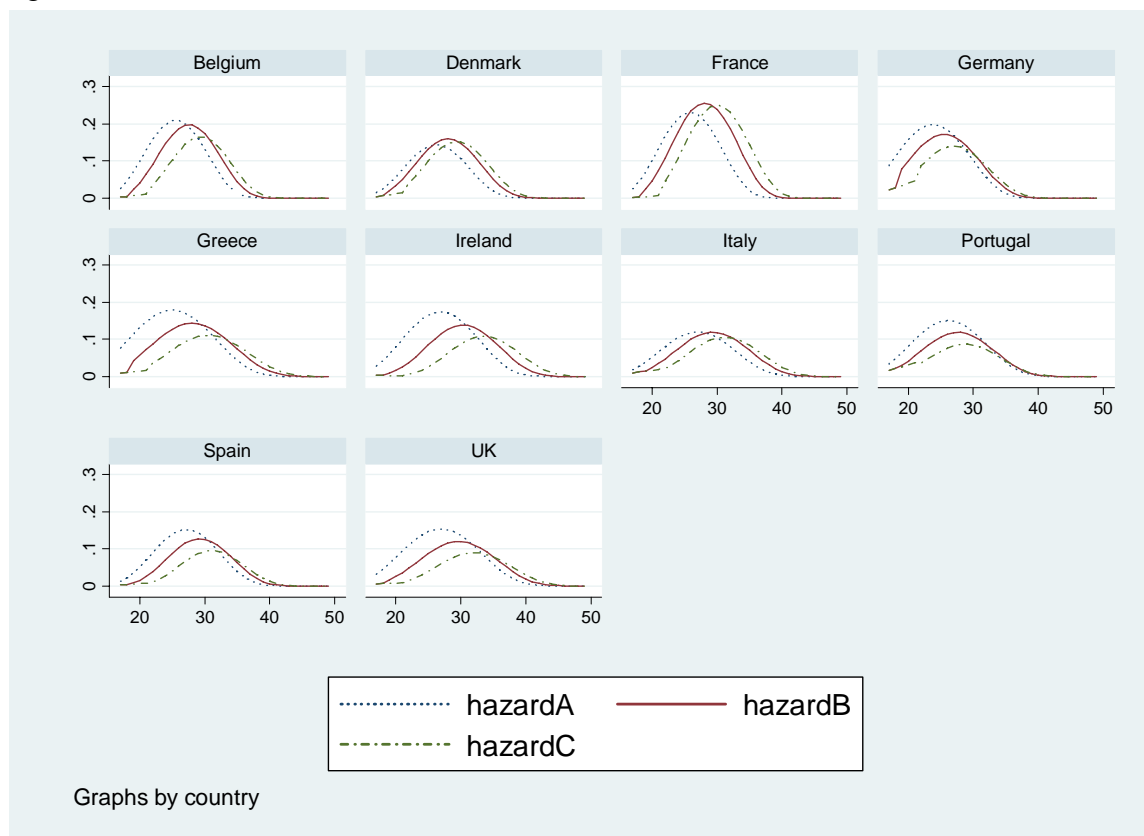 Belgium Denmark France Germany
.3
.2
.1
0
Greece Ireland Italy Portugal
.3
.2
.1
0
20 30 40 50 20 30 40 50
Spain UK
.3
.2
.1
0
20 30 40 50 20 30 40 50
hazardA hazardB
hazardC
Graphs by country